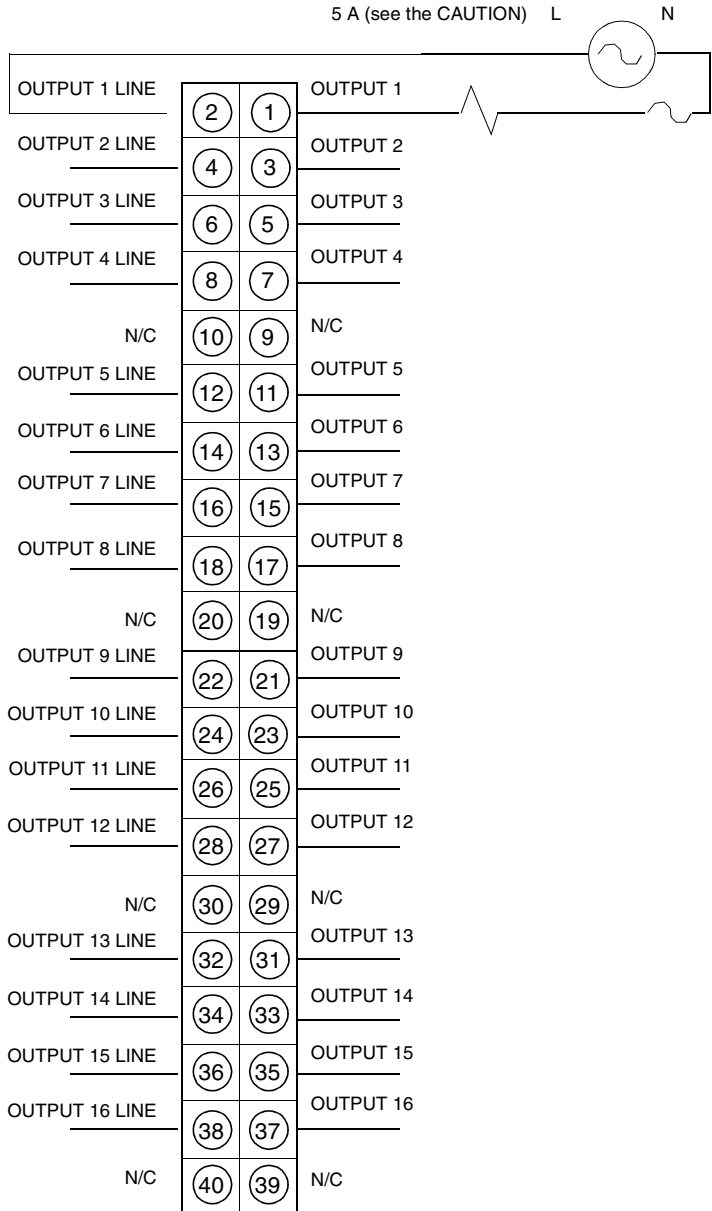 5 A (see the CAUTION) L N
OUTPUT 1 LINE 2 1 OUTPUT 1
OUTPUT 2 LINE 4 3 OUTPUT 2
OUTPUT 3 LINE 6 5 OUTPUT 3
OUTPUT 4 LINE 8 7 OUTPUT 4
N/C 10 9 N/C
OUTPUT 5 LINE 12 11 OUTPUT 5
OUTPUT 6 LINE 14 13 OUTPUT 6
OUTPUT 7 LINE 16 15 OUTPUT 7
OUTPUT 8 LINE 18 17 OUTPUT 8
N/C 20 19 N/C
OUTPUT 9 LINE 22 21 OUTPUT 9
OUTPUT 10 LINE 24 23 OUTPUT 10
OUTPUT 11 LINE 26 25 OUTPUT 11
OUTPUT 12 LINE 28 27 OUTPUT 12
N/C 30 29 N/C
OUTPUT 13 LINE 32 31 OUTPUT 13
OUTPUT 14 LINE 34 33 OUTPUT 14
OUTPUT 15 LINE 36 35 OUTPUT 15
OUTPUT 16 LINE 38 37 OUTPUT 16
N/C 40 39 N/C